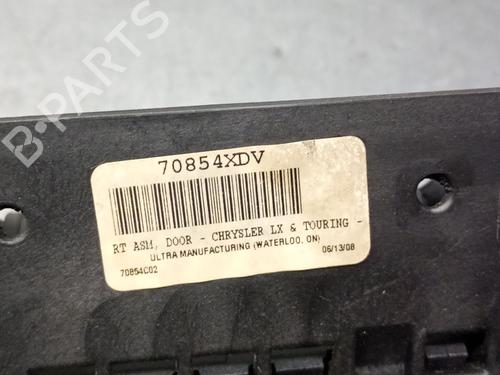 70854XDV
RT ASM, DOOR - CHRYSLER LX & TOURING -
ULTRA MANUFACTURING (WATERLOO, ON)
70854C02 06/13/08
B-PARTS